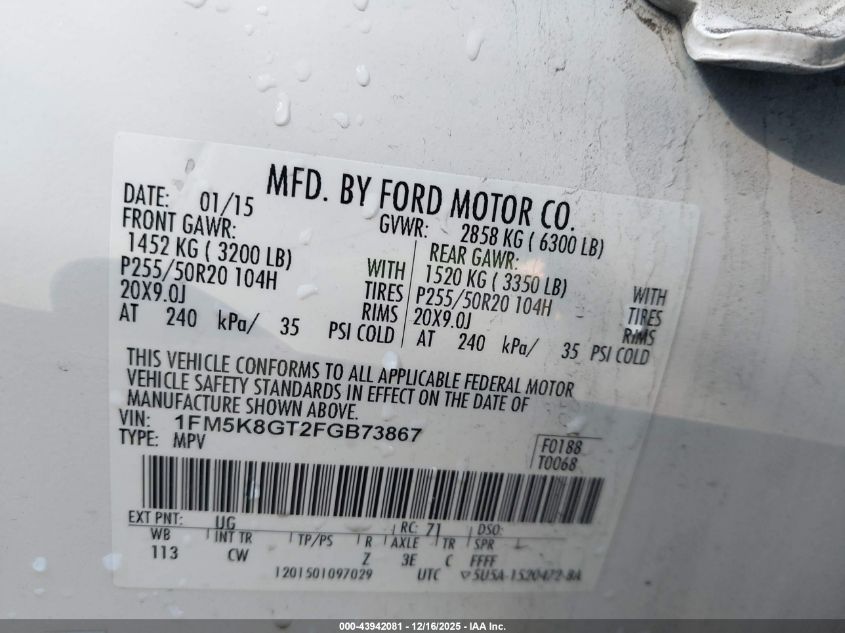 MFD. BY FORD MOTOR CO.
DATE: 01/15 GVWR: 2858 KG ( 6300 LB)
FRONT GAWR: REAR GAWR:
1452 KG ( 3200 LB) WITH 1520 KG ( 3350 LB) WITH
P255/50R20 104H TIRES P255/50R20 104H TIRES
20X9.0J RIMS 20X9.0J RIMS
AT 240 kPa/ 35 PSI COLD AT 240 kPa/ 35 PSI COLD
THIS VEHICLE CONFORMS TO ALL APPLICABLE FEDERAL MOTOR
VEHICLE SAFETY STANDARDS IN EFFECT ON THE DATE OF
MANUFACTURE SHOWN ABOVE.
VIN: 1FM5K8GT2FGB73867
TYPE: MPV F0188
T0068
EXT PNT: UG RC: 71 DSO:
WB INT TR TP/PS R AXLE TR SPR
113 CW Z 3E C FFFF
1201501097029 UTC 5U5A-1520472-BA
000-43942081 - 12/16/2025 - IAA Inc.